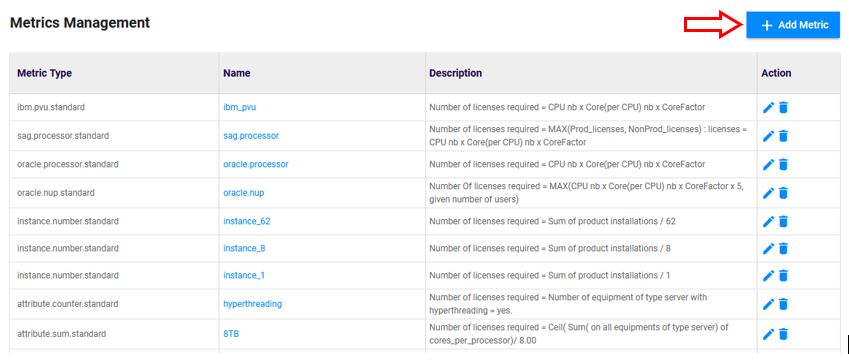 Metrics Management
Add Metric
Metric Type Name Description Action
ibm.pvu.standard ibm_pvu Number of licenses required = CPU nb x Core(per CPU) nb x CoreFactor
sag.processor.standard sag.processor Number of licenses required = MAX(Prod_licenses, NonProd_licenses) : licenses =
CPU nb x Core(per CPU) nb x CoreFactor
oracle.processor.standard oracle.processor Number of licenses required = CPU nb x Core(per CPU) nb x CoreFactor
oracle.nup.standard oracle.nup Number Of licenses required = MAX(CPU nb x Core(per CPU) nb x CoreFactor x 5,
given number of users)
instance.number.standard instance_62 Number of licenses required = Sum of product installations / 62
instance.number.standard instance_8 Number of licenses required = Sum of product installations / 8
instance.number.standard instance_1 Number of licenses required = Sum of product installations / 1
attribute.counter.standard hyperthreading Number of licenses required = Number of equipment of type server with
hyperthreading = yes.
attribute.sum.standard 8TB Number of licenses required = Ceil( Sum( on all equipments of type server) of
cores_per_processor)/ 8.00